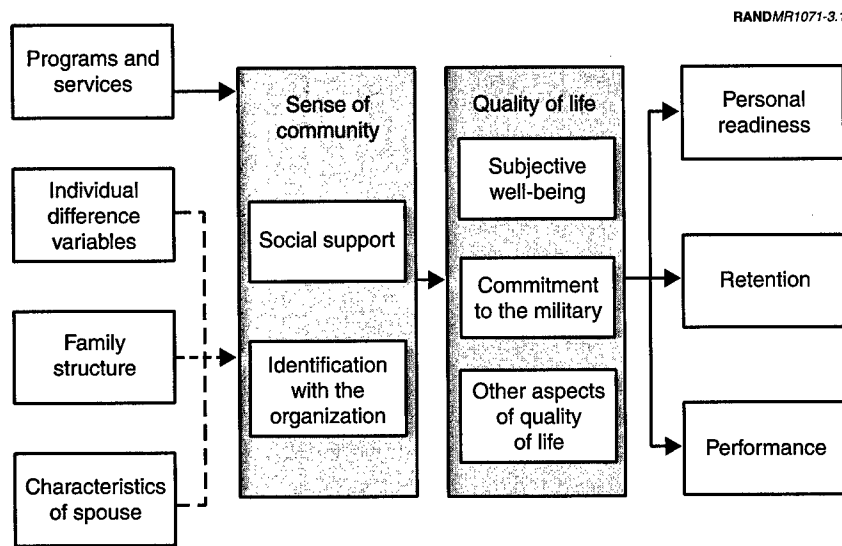 RANDMR1071-3.1
Programs and
services
Individual
difference
variables
Family
structure
Characteristics
of spouse
Sense of
community
Social support
Identification
with the
organization
Quality of life
Subjective
well-being
Commitment
to the military
Other aspects
of quality
of life
Personal
readiness
Retention
Performance